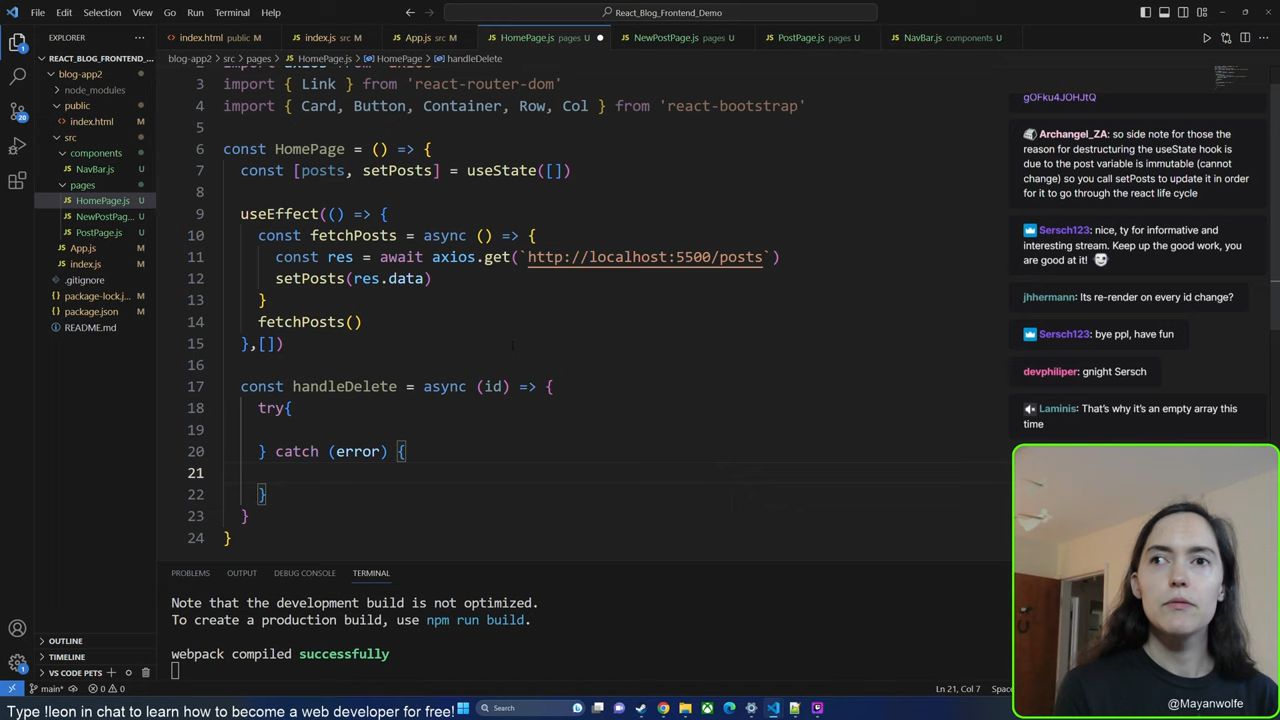 File Edit Selection View Go Run Terminal Help
React_Blog_Frontend_Demo
EXPLORER
index.html public M
index.js src M
App.js src M
HomePage.js pages U
NewPostPage.js pages U
PostPage.js pages U
NavBar.js components U
blog-app2 > src > pages > HomePage.js > HomePage > handleDelete
REACT_BLOG_FRONTEND_...
blog-app2
node_modules
public
index.html U
src
components
NavBar.js U
pages
HomePage.js U
NewPostPag... U
PostPage.js U
App.js U
index.js U
.gitignore
package-lock.j... U
package.json U
README.md
OUTLINE
TIMELINE
VS CODE PETS
3 import { Link } from 'react-router-dom'
4 import { Card, Button, Container, Row, Col } from 'react-bootstrap'
5
6 const HomePage = () => {
7 const [posts, setPosts] = useState([])
8
9 useEffect(() => {
10 const fetchPosts = async () => {
11 const res = await axios.get(`http://localhost:5500/posts`)
12 setPosts(res.data)
13 }
14 fetchPosts()
15 },[])
16
17 const handleDelete = async (id) => {
18 try{
19
20 } catch (error) {
21
22 }
23 }
24 }
PROBLEMS OUTPUT DEBUG CONSOLE TERMINAL
Note that the development build is not optimized.
To create a production build, use npm run build.
webpack compiled successfully
gOFku4JOHJtQ
Archangel_ZA: so side note for those the
reason for destructuring the useState hook is
due to the post variable is immutable (cannot
change) so you call setPosts to update it in order
for it to go through the react life cycle
Sersch123: nice, ty for informative and
interesting stream. Keep up the good work, you
are good at it!
jhhermann: Its re-render on every id change?
Sersch123: bye ppl, have fun
devphiliper: gnight Sersch
Laminis: That's why it's an empty array this
time
main* 0 0
Ln 21, Col 7 Spaces
Type !leon in chat to learn how to become a web developer for free!
Search
@Mayanwolfe